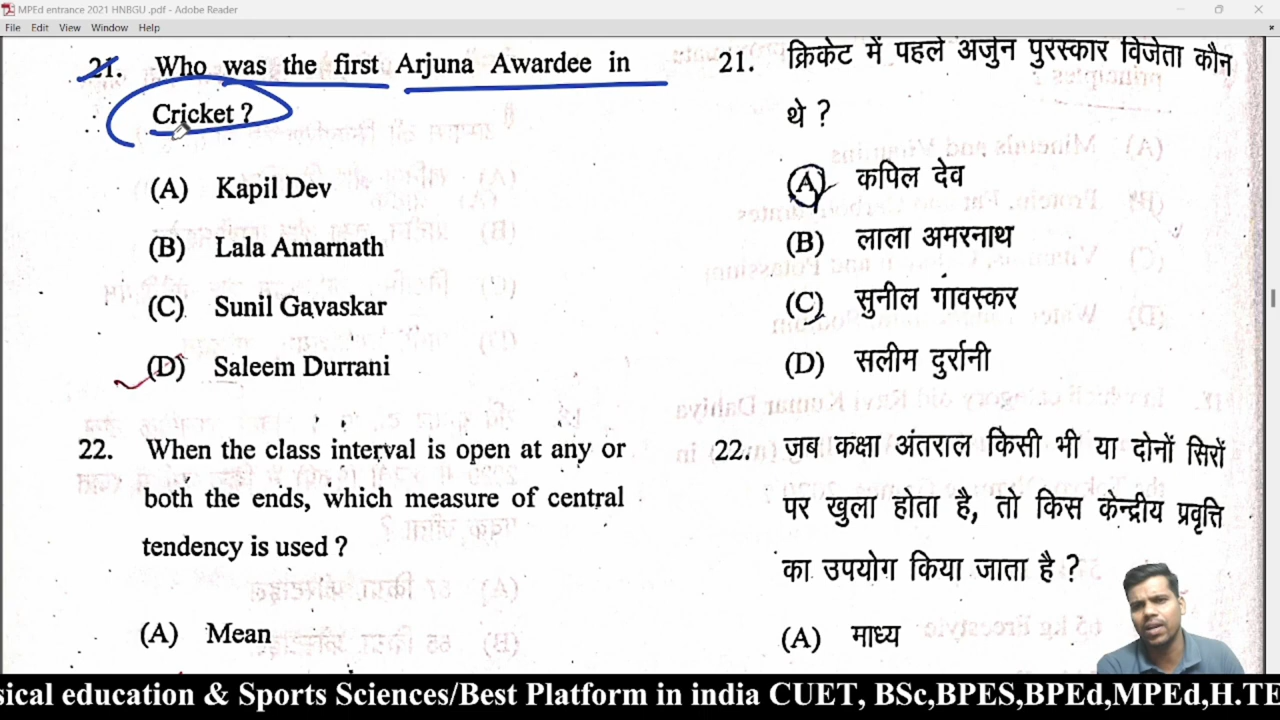 MPEd entrance 2021 HNBGU .pdf - Adobe Reader
File Edit View Window Help
21. Who was the first Arjuna Awardee in
Cricket ?
(A) Kapil Dev
(B) Lala Amarnath
(C) Sunil Gavaskar
(D) Saleem Durrani
22. When the class interval is open at any or
both the ends, which measure of central
tendency is used ?
(A) Mean
21. क्रिकेट में पहले अर्जुन पुरस्कार विजेता कौन
थे ?
(A) कपिल देव
(B) लाला अमरनाथ
(C) सुनील गावस्कर
(D) सलीम दुर्रानी
22. जब कक्षा अंतराल किसी भी या दोनों सिरों
पर खुला होता है, तो किस केन्द्रीय प्रवृत्ति
का उपयोग किया जाता है ?
(A) माध्य
sical education & Sports Sciences/Best Platform in india CUET, BSc,BPES,BPEd,MPEd,H.TE